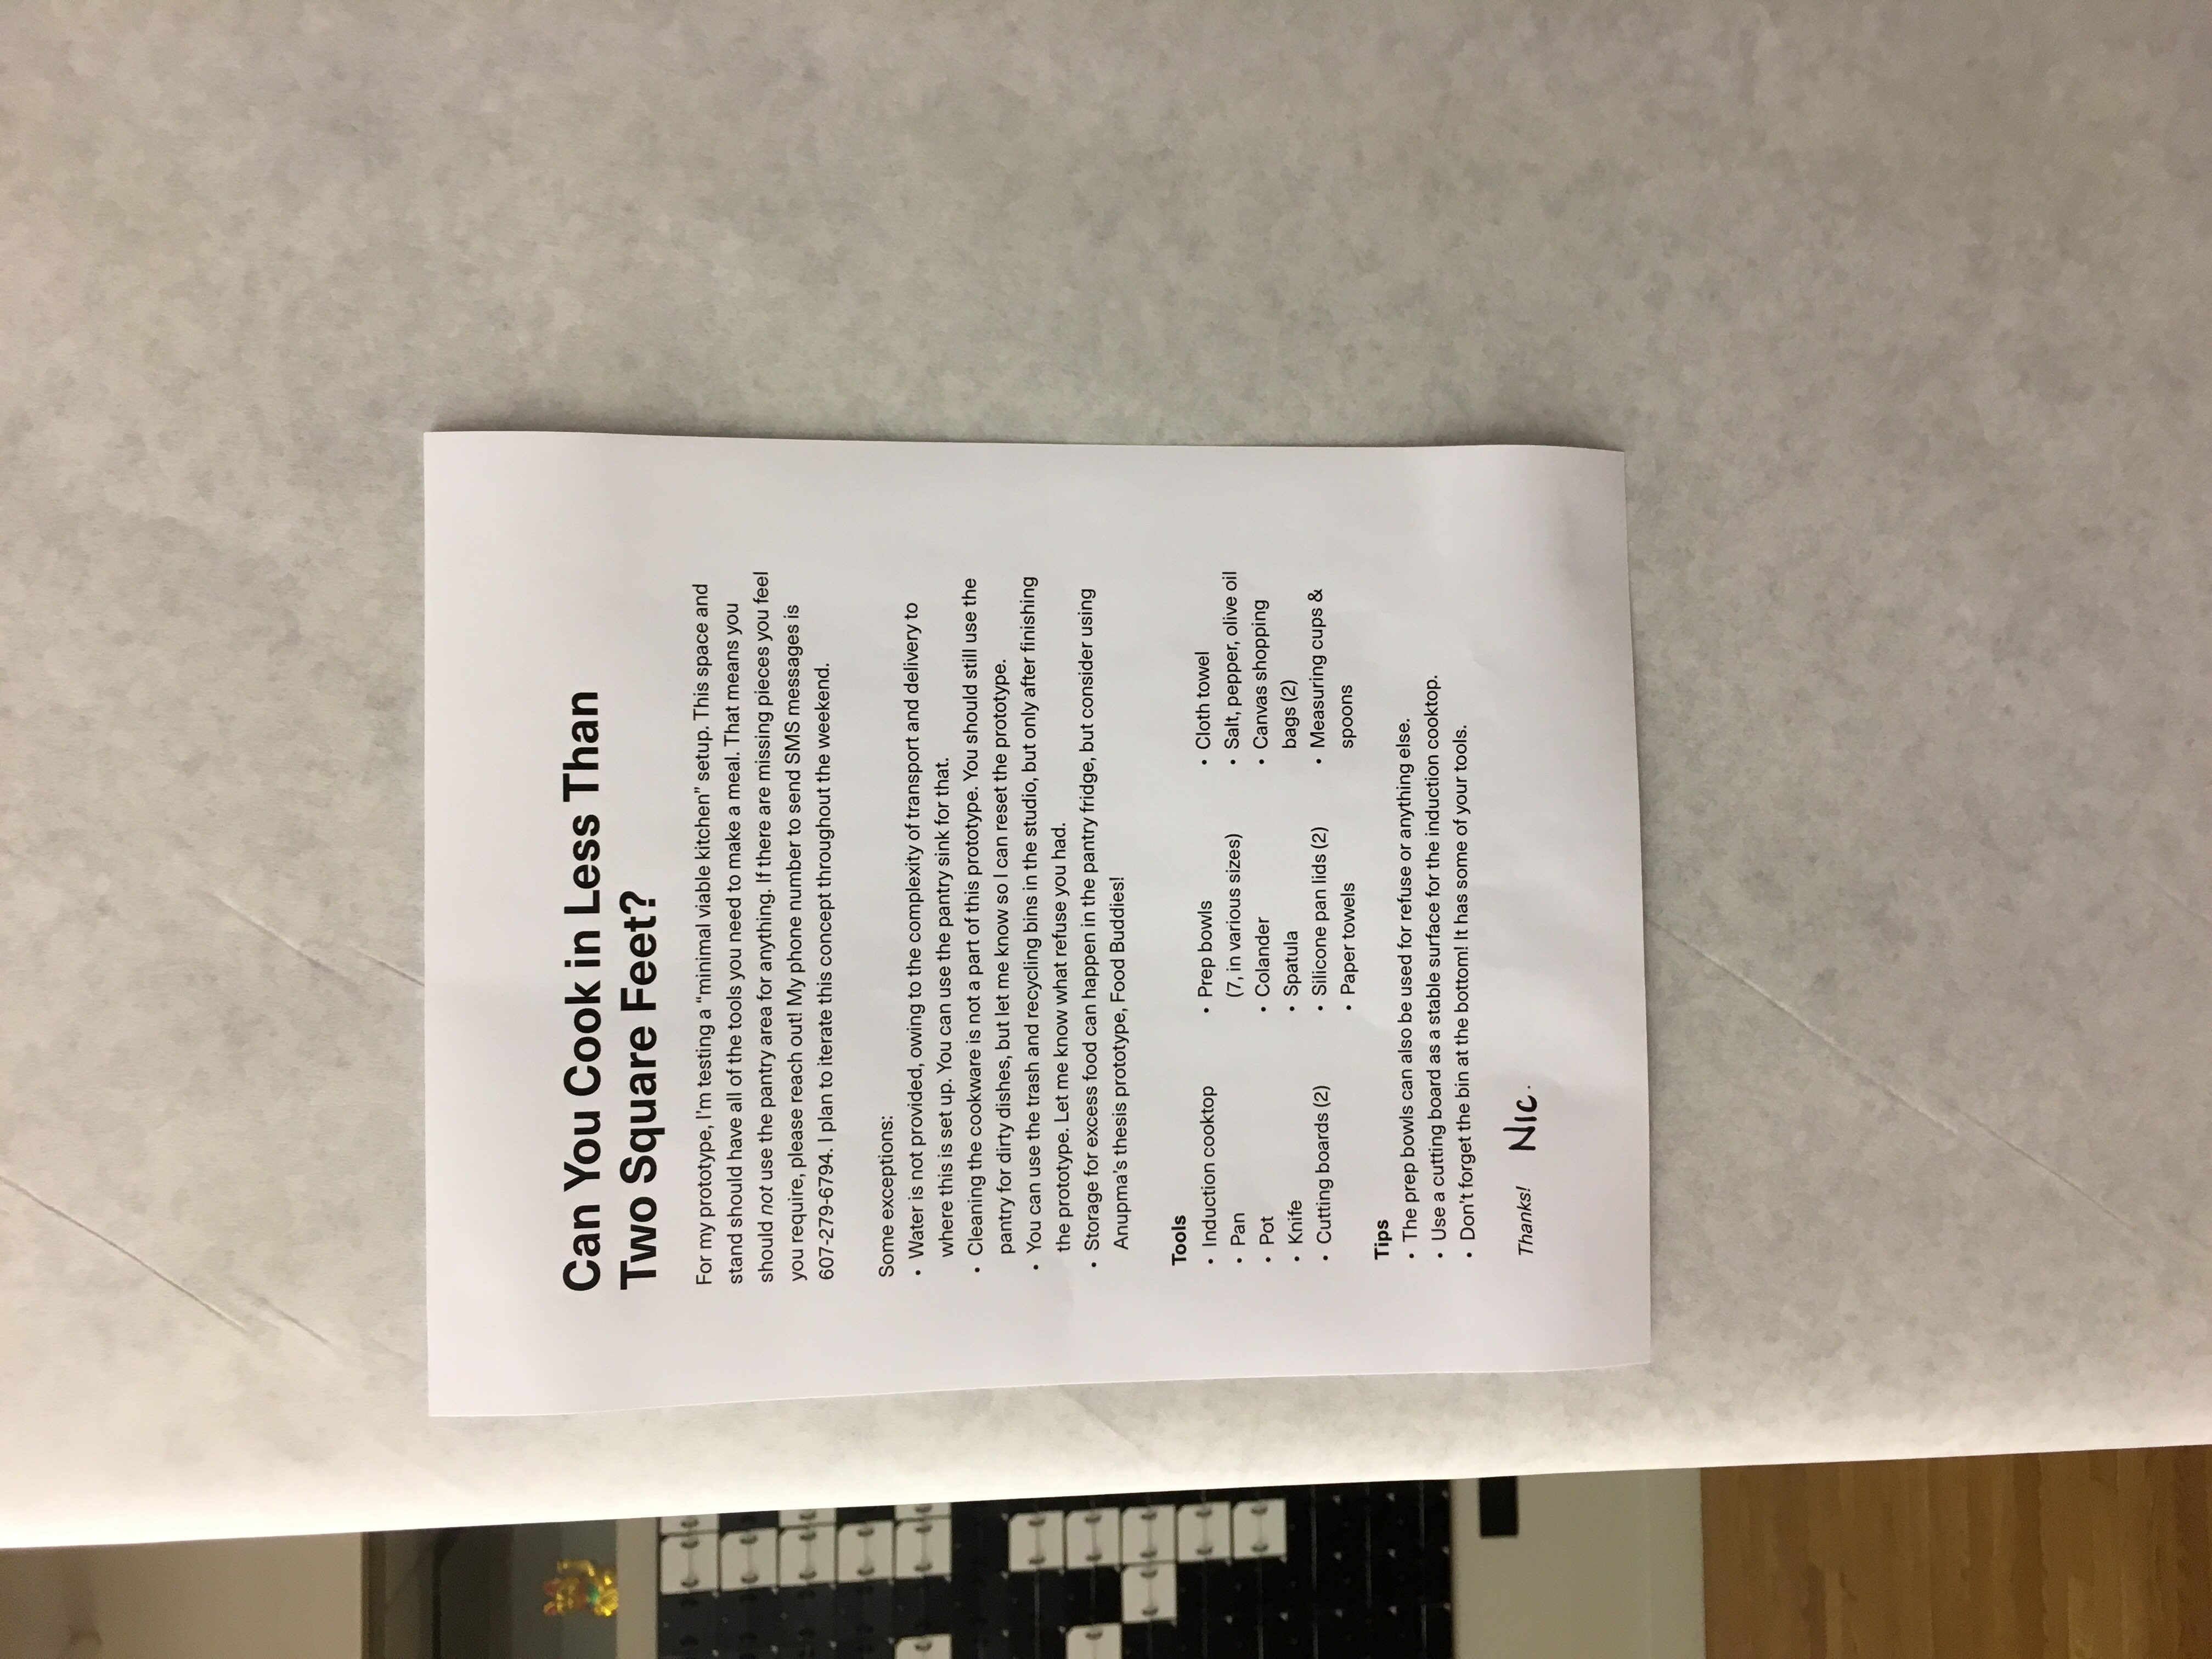 Can You Cook in Less Than
Two Square Feet?
For my prototype, I'm testing a “minimal viable kitchen” setup. This space and
stand should have all of the tools you need to make a meal. That means you
should not use the pantry area for anything. If there are missing pieces you feel
you require, please reach out! My phone number to send SMS messages is
607-279-6794. I plan to iterate this concept throughout the weekend.
Some exceptions:
• Water is not provided, owing to the complexity of transport and delivery to
where this is set up. You can use the pantry sink for that.
• Cleaning the cookware is not a part of this prototype. You should still use the
pantry for dirty dishes, but let me know so I can reset the prototype.
• You can use the trash and recycling bins in the studio, but only after finishing
the prototype. Let me know what refuse you had.
• Storage for excess food can happen in the pantry fridge, but consider using
Anupma's thesis prototype, Food Buddies!
Tools
• Induction cooktop
• Pan
• Pot
• Knife
• Cutting boards (2)
• Prep bowls
(7, in various sizes)
• Colander
• Spatula
• Silicone pan lids (2)
• Paper towels
• Cloth towel
• Salt, pepper, olive oil
• Canvas shopping
bags (2)
• Measuring cups &
spoons
Tips
• The prep bowls can also be used for refuse or anything else.
• Use a cutting board as a stable surface for the induction cooktop.
• Don't forget the bin at the bottom! It has some of your tools.
Thanks! Nic.